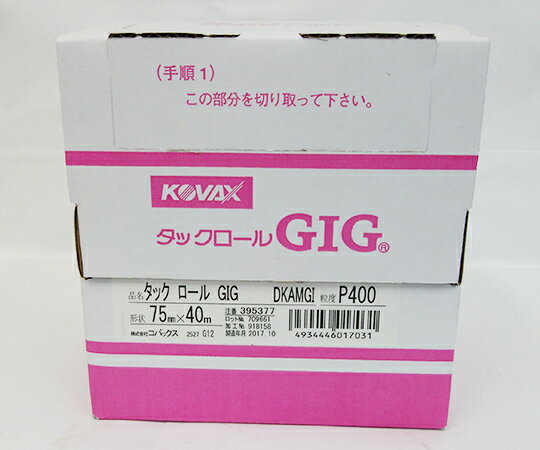 (手順1)
この部分を切り取って下さい。
KOVAX
タックロールGIG®
品名 タック ロール GIG DKAMGI 粒度 P400
形状 75mm×40m
注番 395377
ロットNo. 709661
加工No 918158
製造年月 2017.10
株式会社コバックス 2527 G12
4934446017031